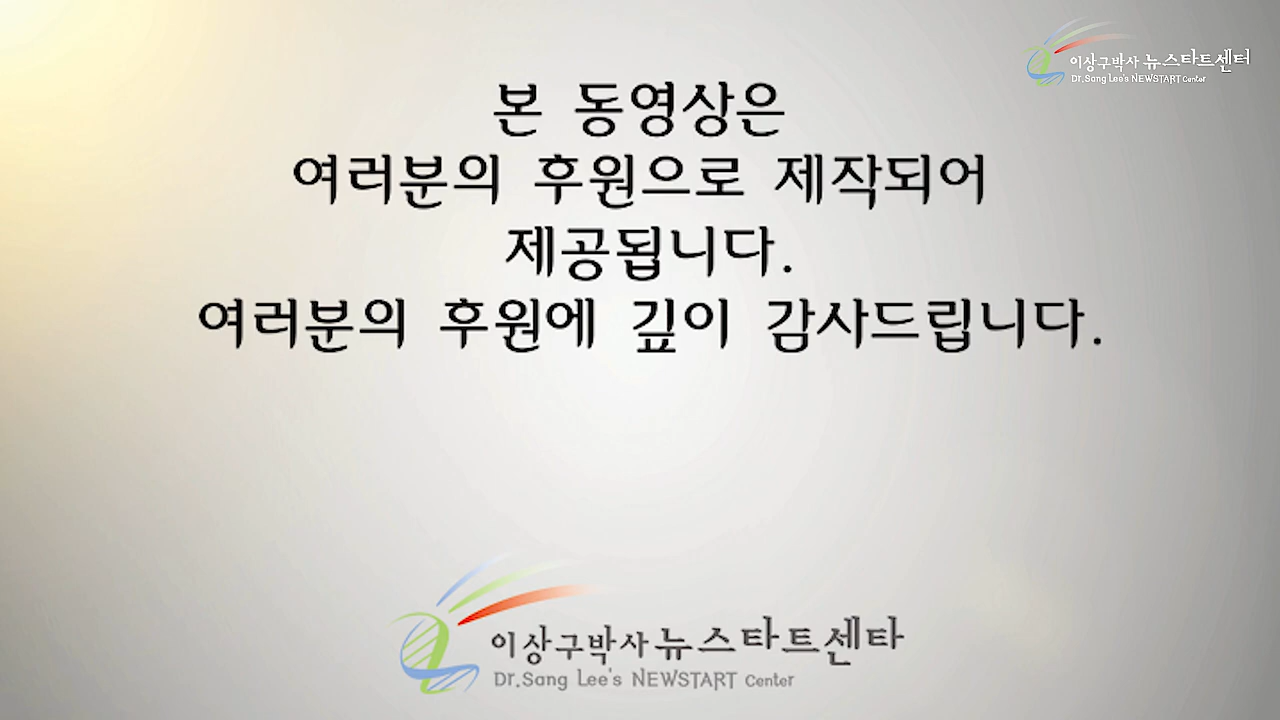 이상구박사 뉴스타트센터
Dr.Sang Lee's NEWSTART Center
본 동영상은
여러분의 후원으로 제작되어
제공됩니다.
여러분의 후원에 깊이 감사드립니다.
이상구박사 뉴스타트센타
Dr.Sang Lee's NEWSTART Center